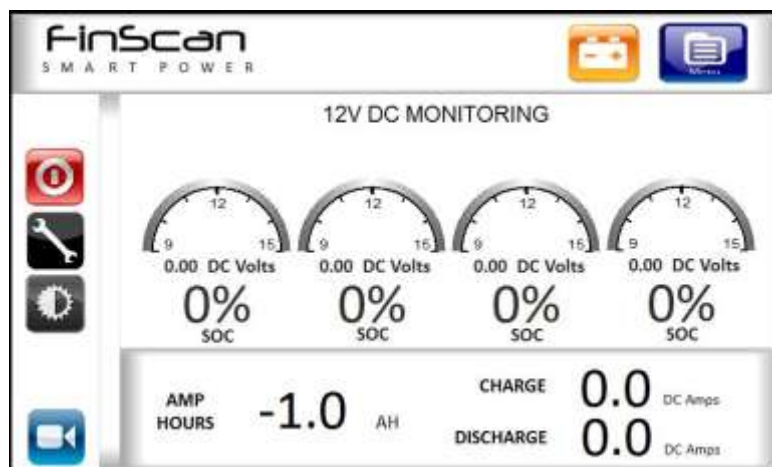 FinScan
SMART POWER
Menu
12V DC MONITORING
12 12 12 12
9 15 9 15 9 15 9 15
0.00 DC Volts 0.00 DC Volts 0.00 DC Volts 0.00 DC Volts
0% 0% 0% 0%
SOC SOC SOC SOC
AMP HOURS -1.0 AH
CHARGE 0.0 DC Amps
DISCHARGE 0.0 DC Amps